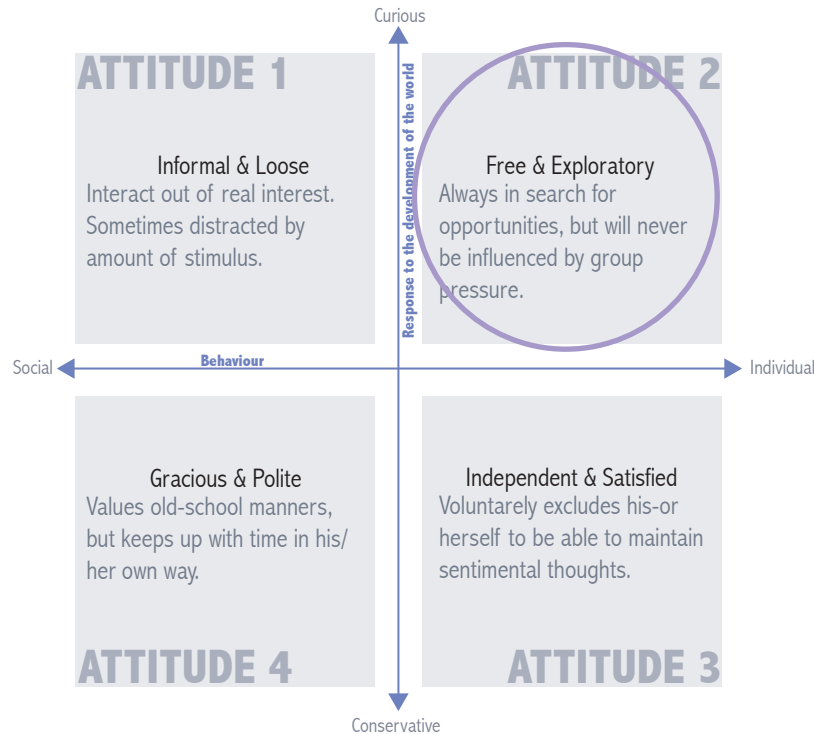 Curious
ATTITUDE 1
ATTITUDE 2
Response to the development of the world
Informal & Loose
Interact out of real interest.
Sometimes distracted by
amount of stimulus.
Free & Exploratory
Always in search for
opportunities, but will never
be influenced by group
pressure.
Behaviour
Social
Individual
Gracious & Polite
Values old-school manners,
but keeps up with time in his/
her own way.
Independent & Satisfied
Voluntarely excludes his-or
herself to be able to maintain
sentimental thoughts.
ATTITUDE 4
ATTITUDE 3
Conservative